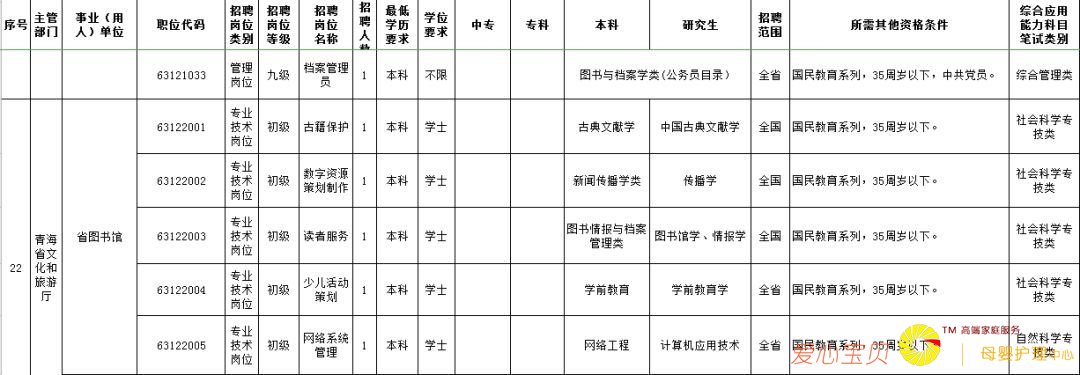 序号 主管部门 事业（用人）单位 职位代码 招聘岗位类别 招聘岗位等级 招聘岗位名称 招聘人数 最低学历要求 学位要求 中专 专科 本科 研究生 招聘范围 所需其他资格条件 综合应用能力科目笔试类别
63121033 管理岗位 九级 档案管理员 1 本科 不限 图书与档案学类(公务员目录) 全省 国民教育系列，35周岁以下，中共党员。 综合管理类
22 青海省文化和旅游厅 省图书馆
63122001 专业技术岗位 初级 古籍保护 1 本科 学士 古典文献学 中国古典文献学 全国 国民教育系列，35周岁以下。 社会科学专技类
63122002 专业技术岗位 初级 数字资源策划制作 1 本科 学士 新闻传播学类 传播学 全国 国民教育系列，35周岁以下。 社会科学专技类
63122003 专业技术岗位 初级 读者服务 1 本科 学士 图书情报与档案管理类 图书馆学、情报学 全国 国民教育系列，35周岁以下。 社会科学专技类
63122004 专业技术岗位 初级 少儿活动策划 1 本科 学士 学前教育 学前教育学 全省 国民教育系列，35周岁以下。 社会科学专技类
63122005 专业技术岗位 初级 网络系统管理 1 本科 学士 网络工程 计算机应用技术 全省 国民教育系列，35周岁以下 自然科学专技类
爱心宝贝 TM 高端家庭服务
母婴护理中心